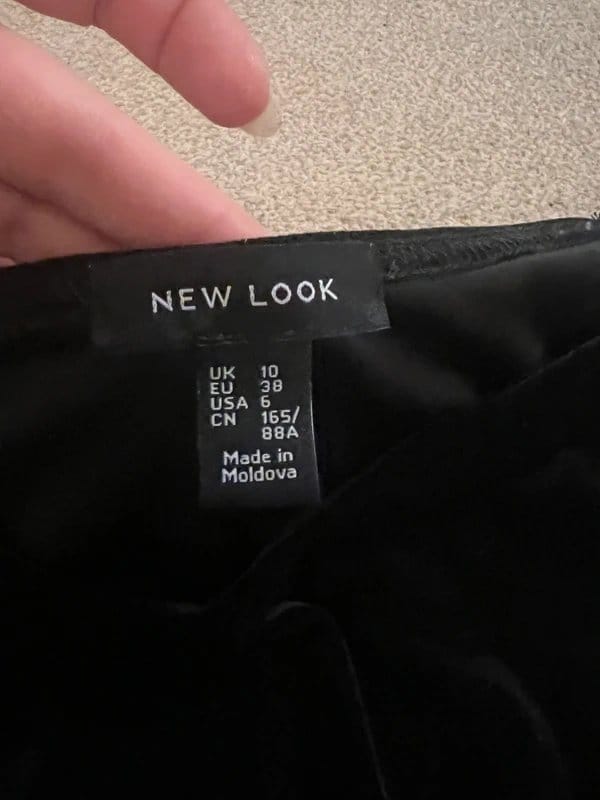 NEW LOOK
UK 10
EU 38
USA 6
CN 165/
88A
Made in
Moldova